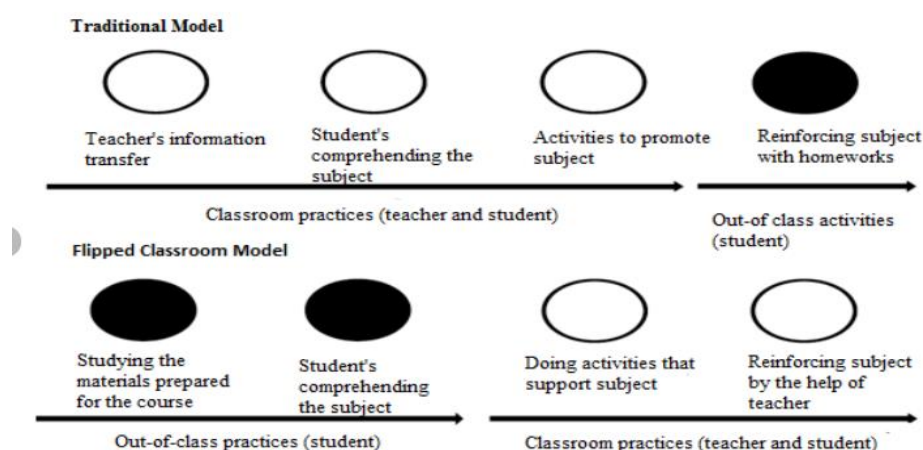 Traditional Model
Teacher's information
transfer
Student's
comprehending the
subject
Activities to promote
subject
Reinforcing subject
with homeworks
Classroom practices (teacher and student)
Out-of class activities
(student)
Flipped Classroom Model
Studying the
materials prepared
for the course
Student's
comprehending
the subject
Doing activities that
support subject
Reinforcing subject
by the help of
teacher
Out-of-class practices (student)
Classroom practices (teacher and student)